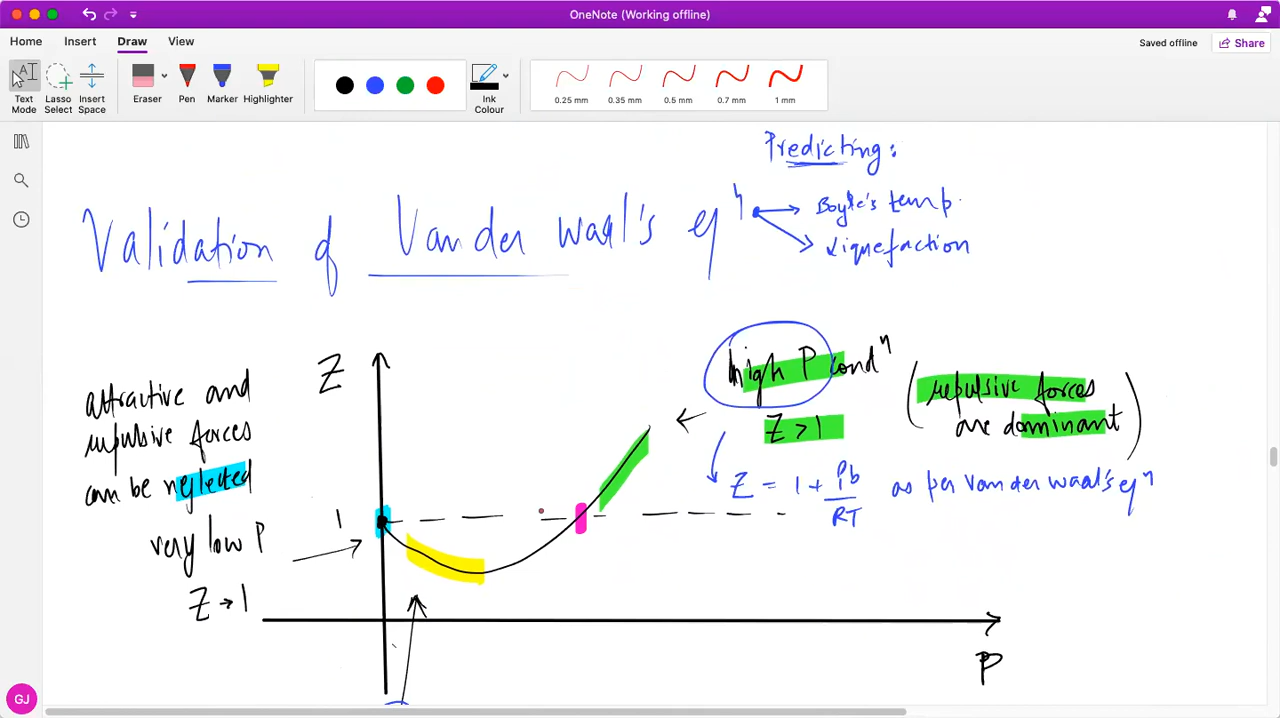 OneNote (Working offline)
Home Insert Draw View
Saved offline
Share
Text Mode
Lasso Select
Insert Space
Eraser
Pen
Marker
Highlighter
Ink Colour
0.25 mm
0.35 mm
0.5 mm
0.7 mm
1 mm
Predicting:
Validation of Van der waal's eqⁿ
Boyle's temp.
Liquefaction
Z
high P condⁿ
Z > 1
(repulsive forces are dominant)
attractive and
repulsive forces
can be neglected
very low P
Z → 1
1
Z = 1 + Pb/RT as per van der waal's eqⁿ
P
GJ